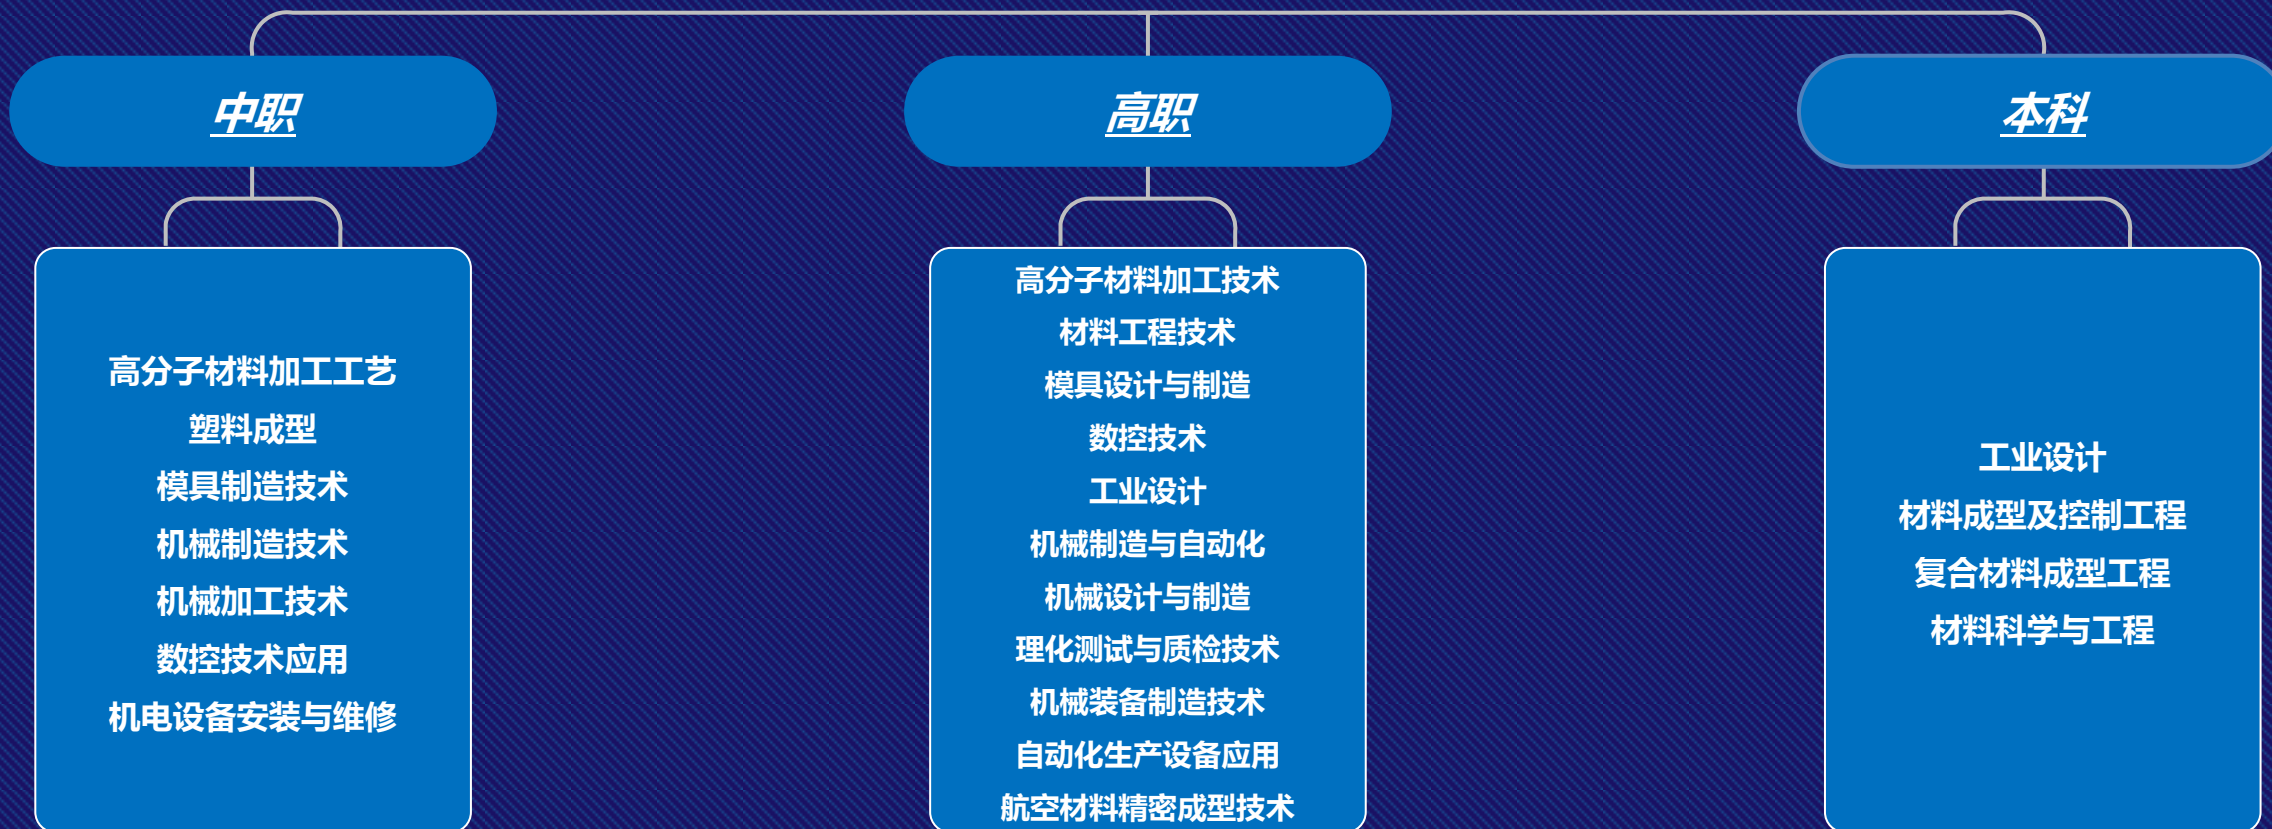 中职
高分子材料加工工艺
塑料成型
模具制造技术
机械制造技术
机械加工技术
数控技术应用
机电设备安装与维修
高职
高分子材料加工技术
材料工程技术
模具设计与制造
数控技术
工业设计
机械制造与自动化
机械设计与制造
理化测试与质检技术
机械装备制造技术
自动化生产设备应用
航空材料精密成型技术
本科
工业设计
材料成型及控制工程
复合材料成型工程
材料科学与工程